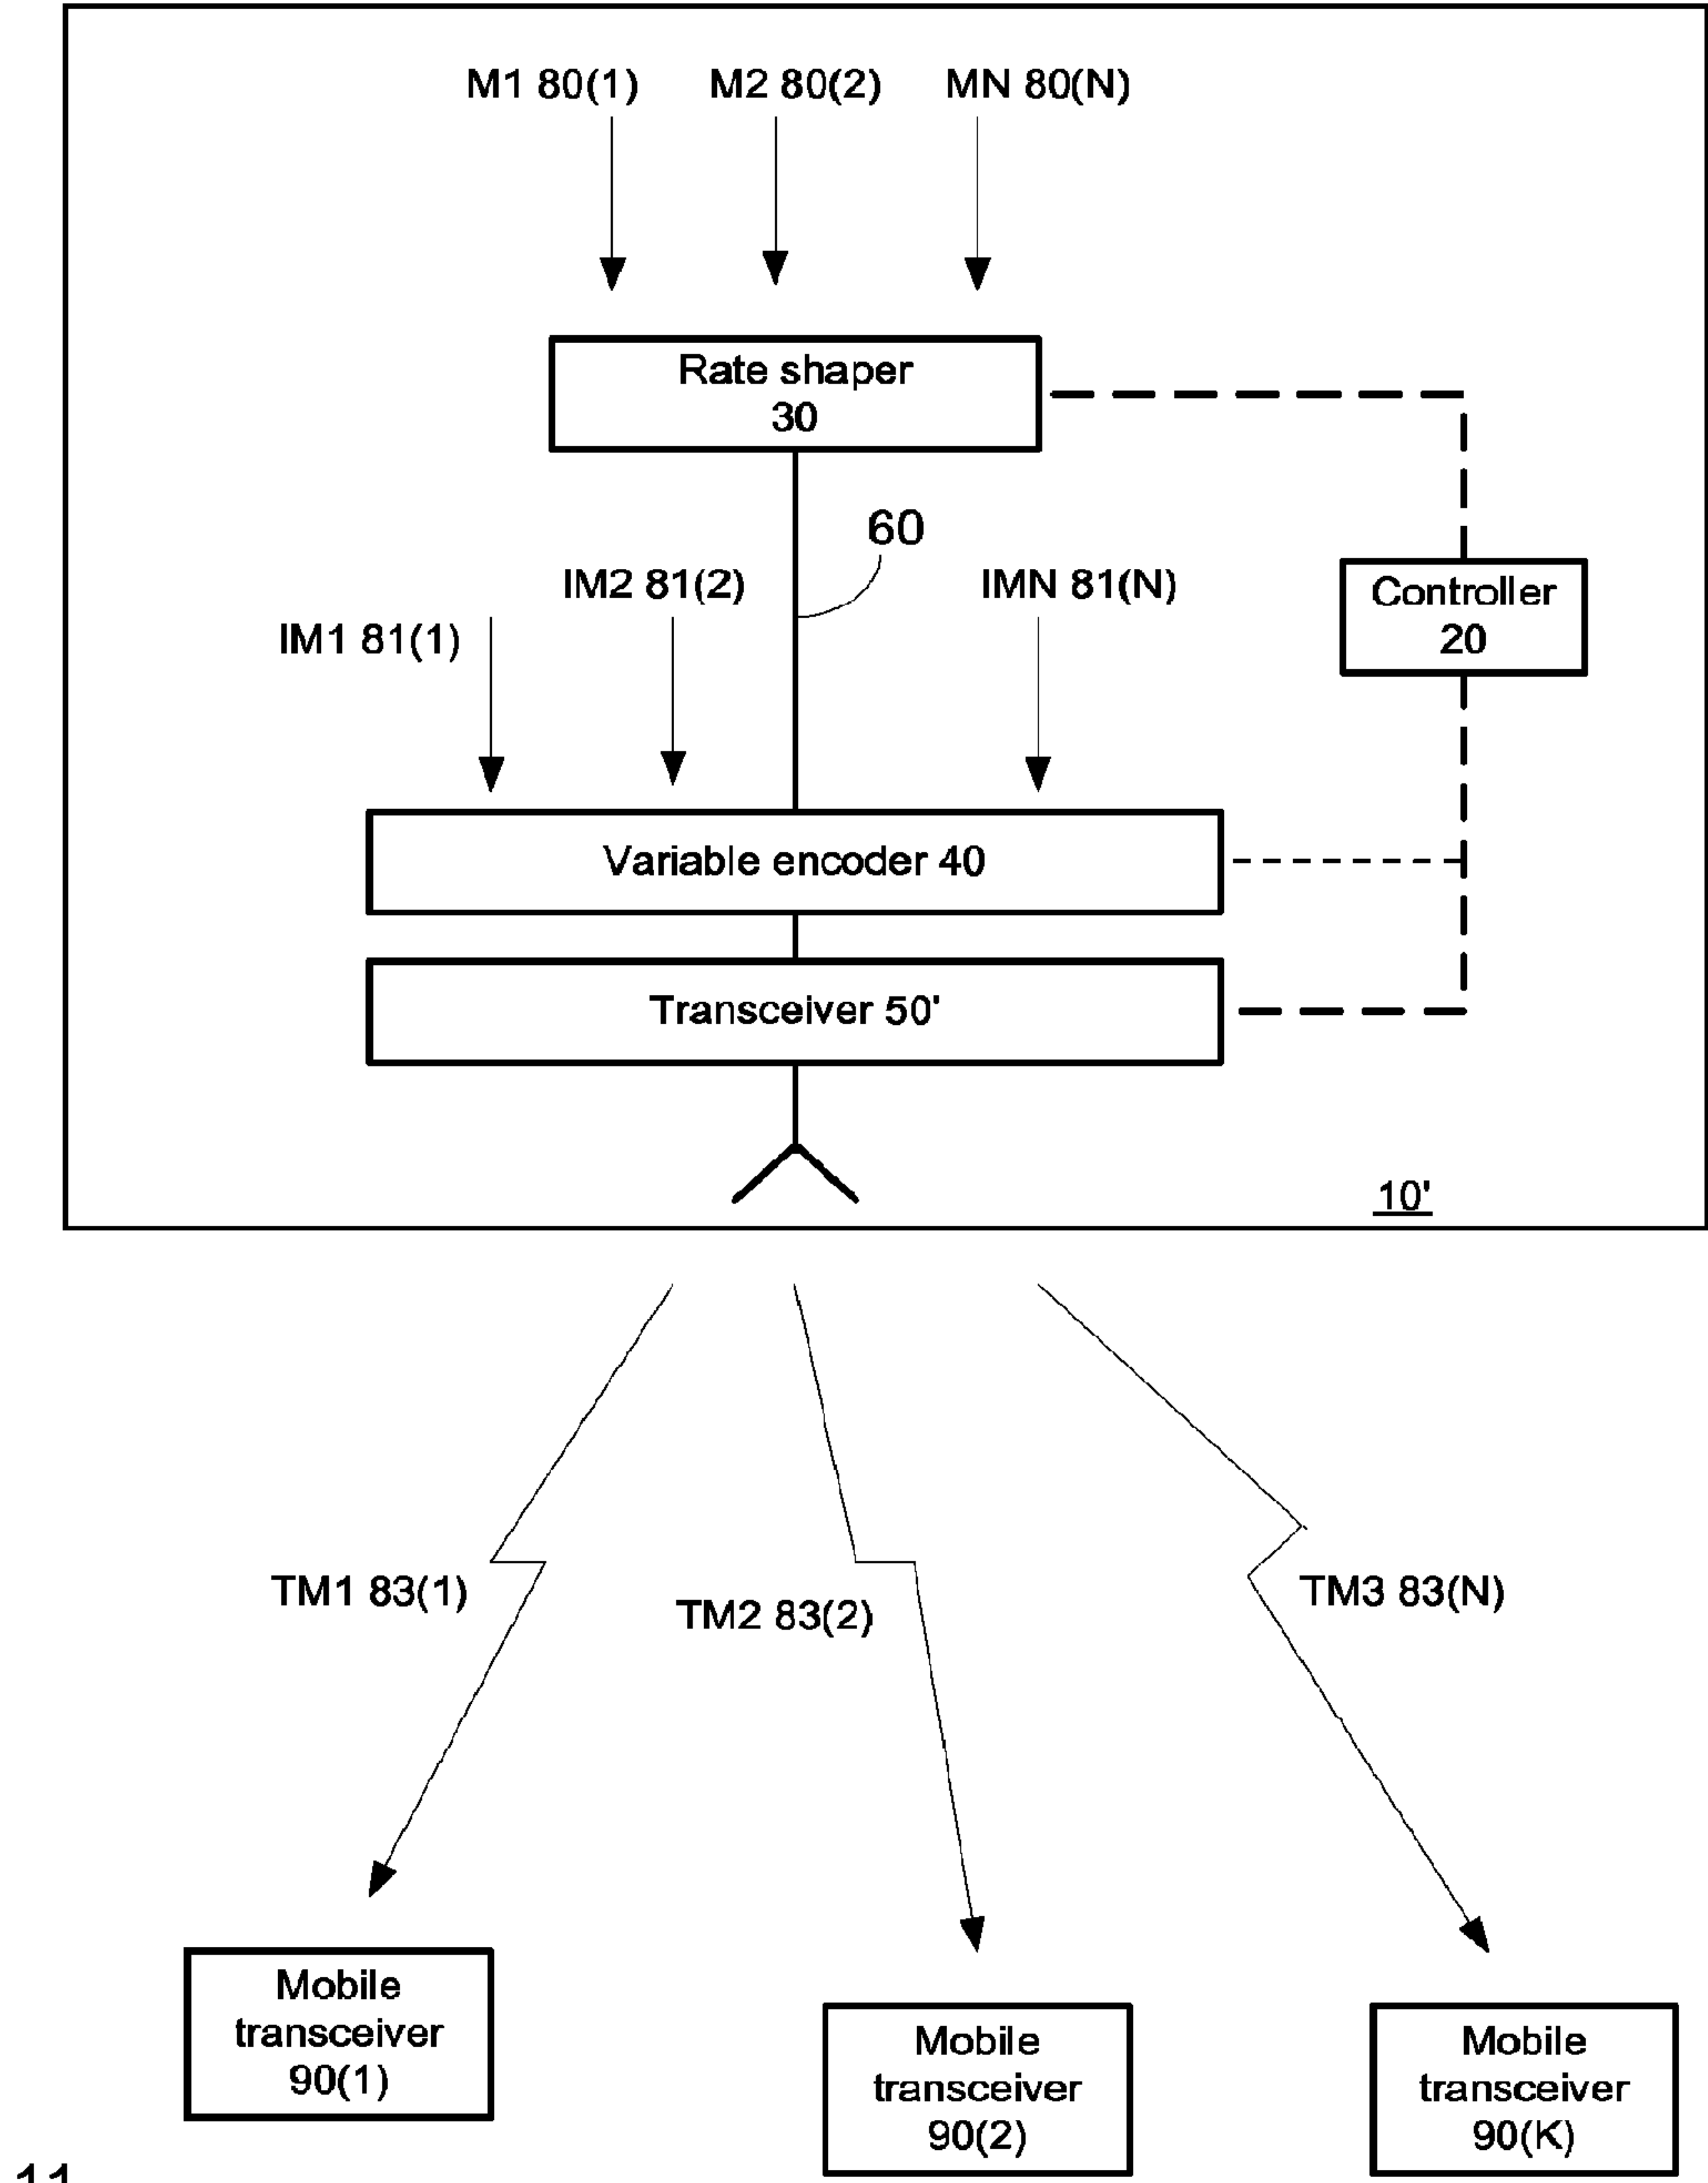 M1 80(1) M2 80(2) MN 80(N)
Rate shaper
30
60
IM2 81(2) IMN 81(N)
IM1 81(1)
Controller
20
Variable encoder 40
Transceiver 50'
10'
TM1 83(1)
TM2 83(2)
TM3 83(N)
Mobile
transceiver
90(1)
Mobile
transceiver
90(2)
Mobile
transceiver
90(K)
11